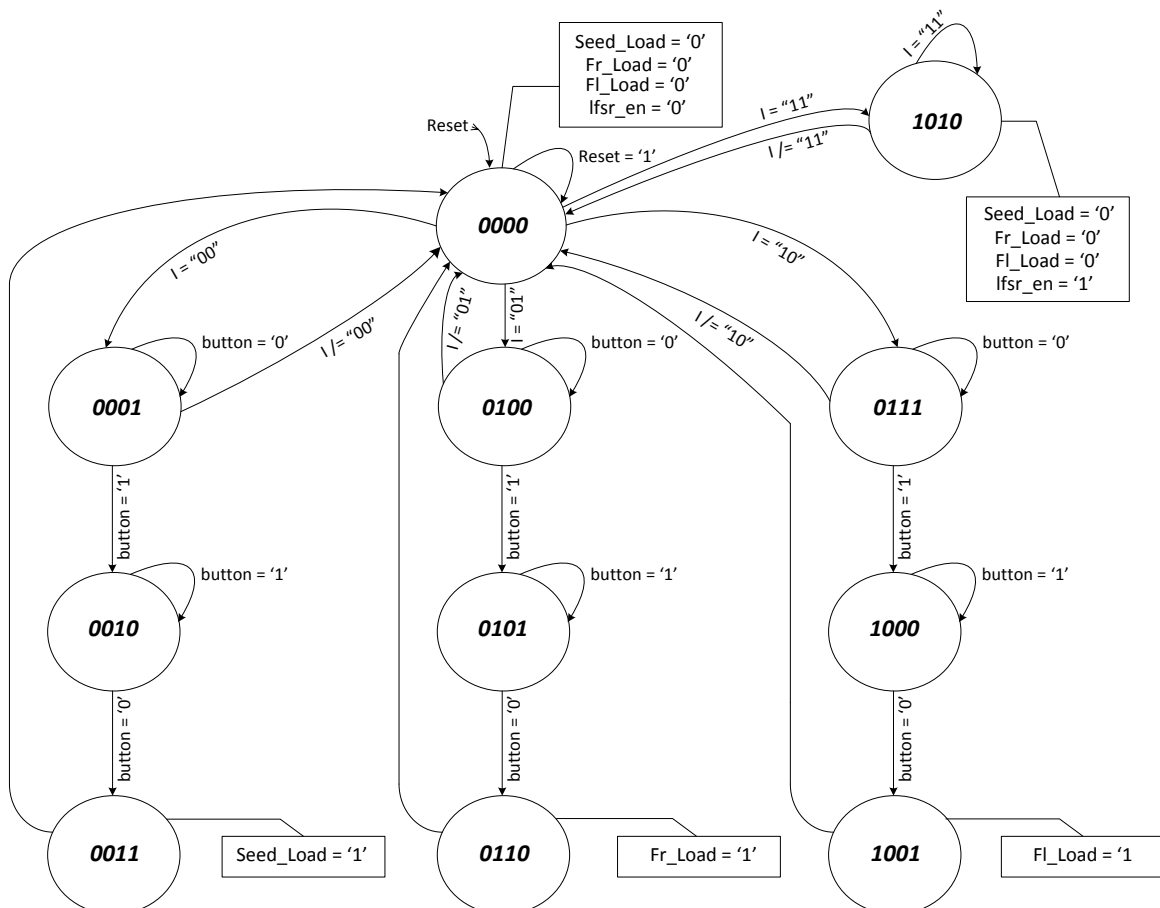 Seed_Load = ‘0’
Fr_Load = ‘0’
Fl_Load = ‘0’
lfsr_en = ‘0’
I = “11”
1010
Reset
Reset = ‘1’
I = “11”
I /= “11”
0000
Seed_Load = ‘0’
Fr_Load = ‘0’
Fl_Load = ‘0’
lfsr_en = ‘1’
I = “00”
I /= “00”
I /= “01”
I = “01”
I /= “10”
I = “10”
button = ‘0’
button = ‘0’
button = ‘0’
0001
0100
0111
button = ‘1’
button = ‘1’
button = ‘1’
button = ‘1’
button = ‘1’
button = ‘1’
0010
0101
1000
button = ‘0’
button = ‘0’
button = ‘0’
0011
Seed_Load = ‘1’
0110
Fr_Load = ‘1’
1001
Fl_Load = ‘1